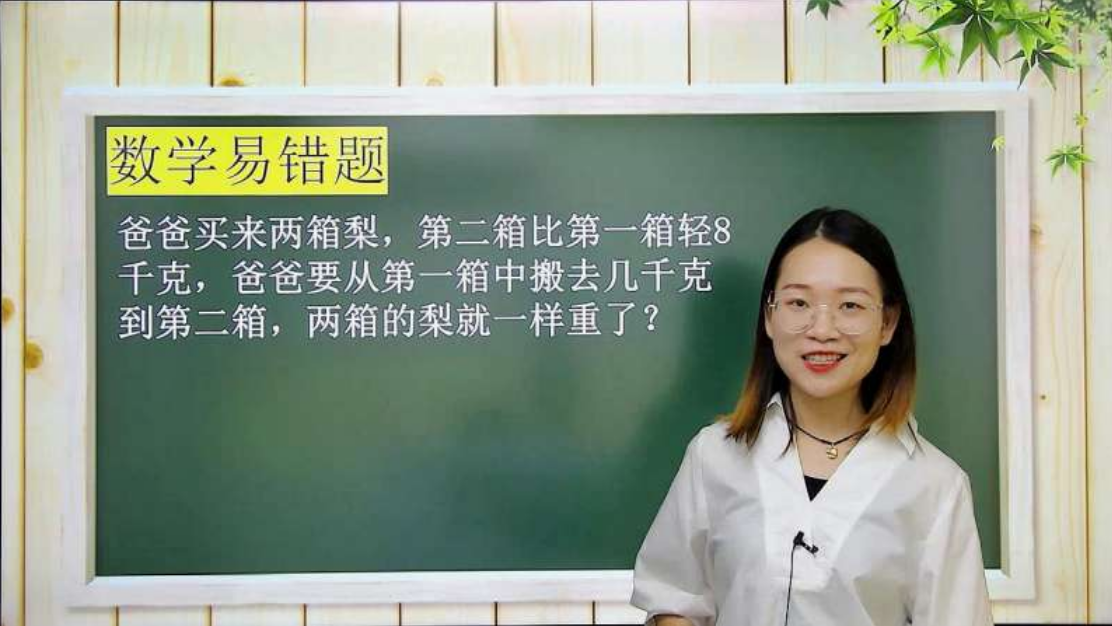 数学易错题
爸爸买来两箱梨，第二箱比第一箱轻8
千克，爸爸要从第一箱中搬去几千克
到第二箱，两箱的梨就一样重了？